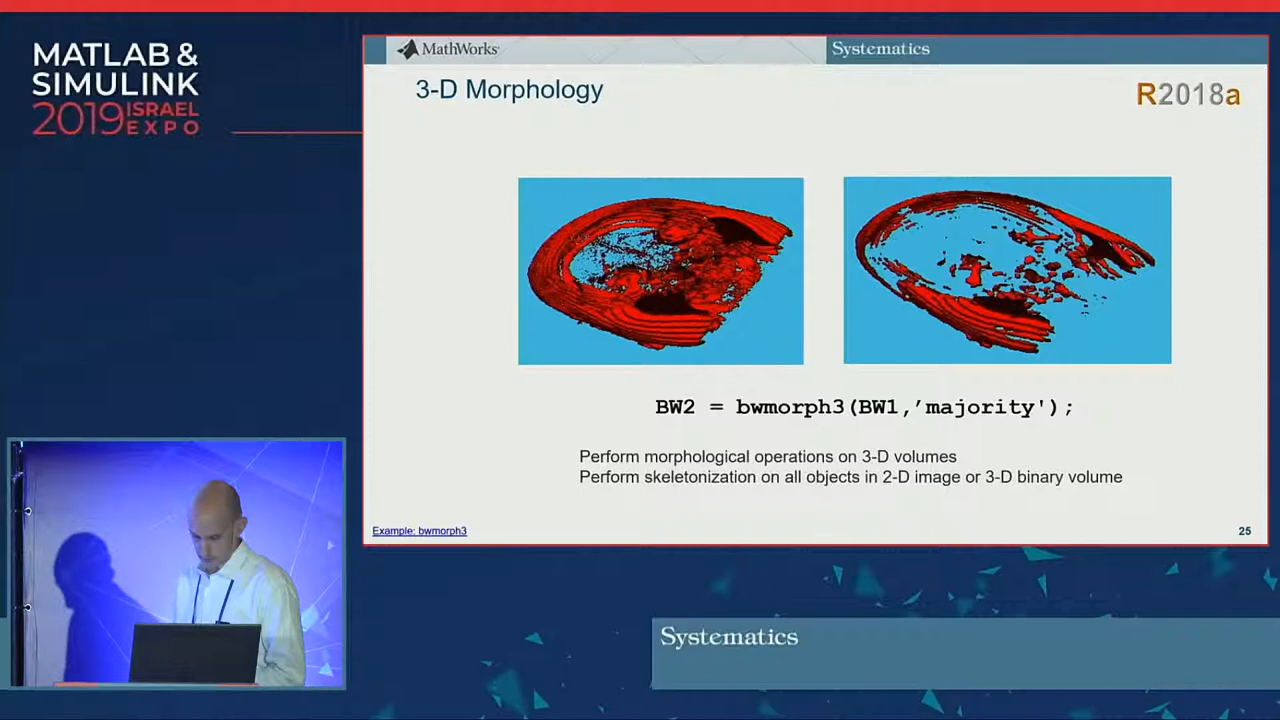 MATLAB &
SIMULINK
2019 ISRAEL
EXPO
MathWorks
Systematics
3-D Morphology
R2018a
BW2 = bwmorph3(BW1,’majority');
Perform morphological operations on 3-D volumes
Perform skeletonization on all objects in 2-D image or 3-D binary volume
Example: bwmorph3
25
Systematics